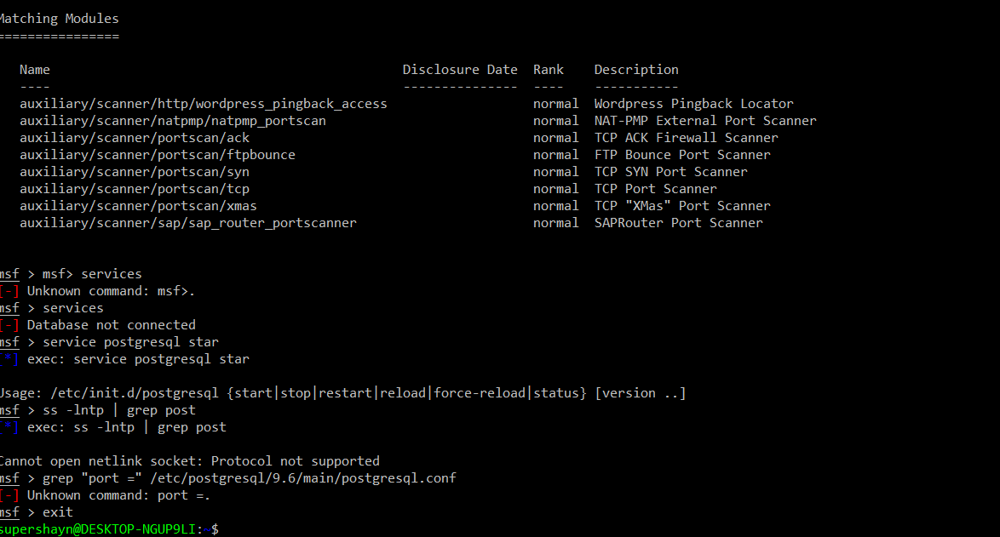 Matching Modules
================
Name Disclosure Date Rank Description
---- --------------- ---- -----------
auxiliary/scanner/http/wordpress_pingback_access normal Wordpress Pingback Locator
auxiliary/scanner/natpmp/natpmp_portscan normal NAT-PMP External Port Scanner
auxiliary/scanner/portscan/ack normal TCP ACK Firewall Scanner
auxiliary/scanner/portscan/ftpbounce normal FTP Bounce Port Scanner
auxiliary/scanner/portscan/syn normal TCP SYN Port Scanner
auxiliary/scanner/portscan/tcp normal TCP Port Scanner
auxiliary/scanner/portscan/xmas normal TCP "XMas" Port Scanner
auxiliary/scanner/sap/sap_router_portscanner normal SAPRouter Port Scanner
msf > msf> services
[-] Unknown command: msf>.
msf > services
[-] Database not connected
msf > service postgresql star
[*] exec: service postgresql star
Usage: /etc/init.d/postgresql {start|stop|restart|reload|force-reload|status} [version ..]
msf > ss -lntp | grep post
[*] exec: ss -lntp | grep post
Cannot open netlink socket: Protocol not supported
msf > grep "port =" /etc/postgresql/9.6/main/postgresql.conf
[-] Unknown command: port =.
msf > exit
supershayn@DESKTOP-NGUP9LI:~$